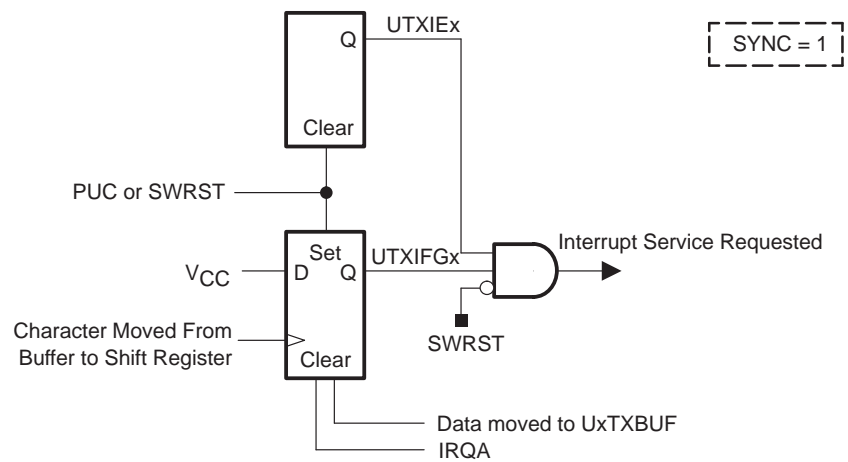 Q
UTXIEx
SYNC = 1
Clear
PUC or SWRST
Set
UTXIFGx
Interrupt Service Requested
VCC
D
Q
Character Moved From
Buffer to Shift Register
SWRST
Clear
Data moved to UxTXBUF
IRQA